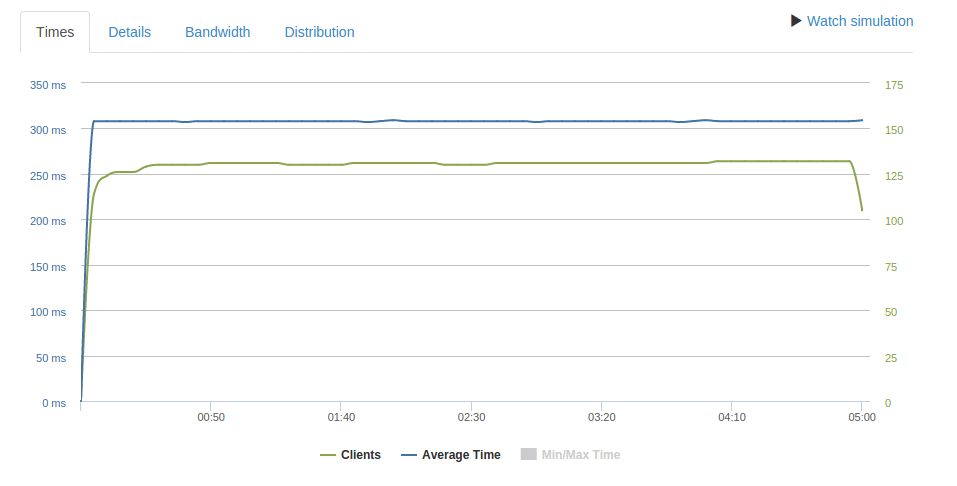 Times Details Bandwidth Distribution ▶ Watch simulation
350 ms 175
300 ms 150
250 ms 125
200 ms 100
150 ms 75
100 ms 50
50 ms 25
0 ms 0
00:50 01:40 02:30 03:20 04:10 05:00
Clients Average Time Min/Max Time